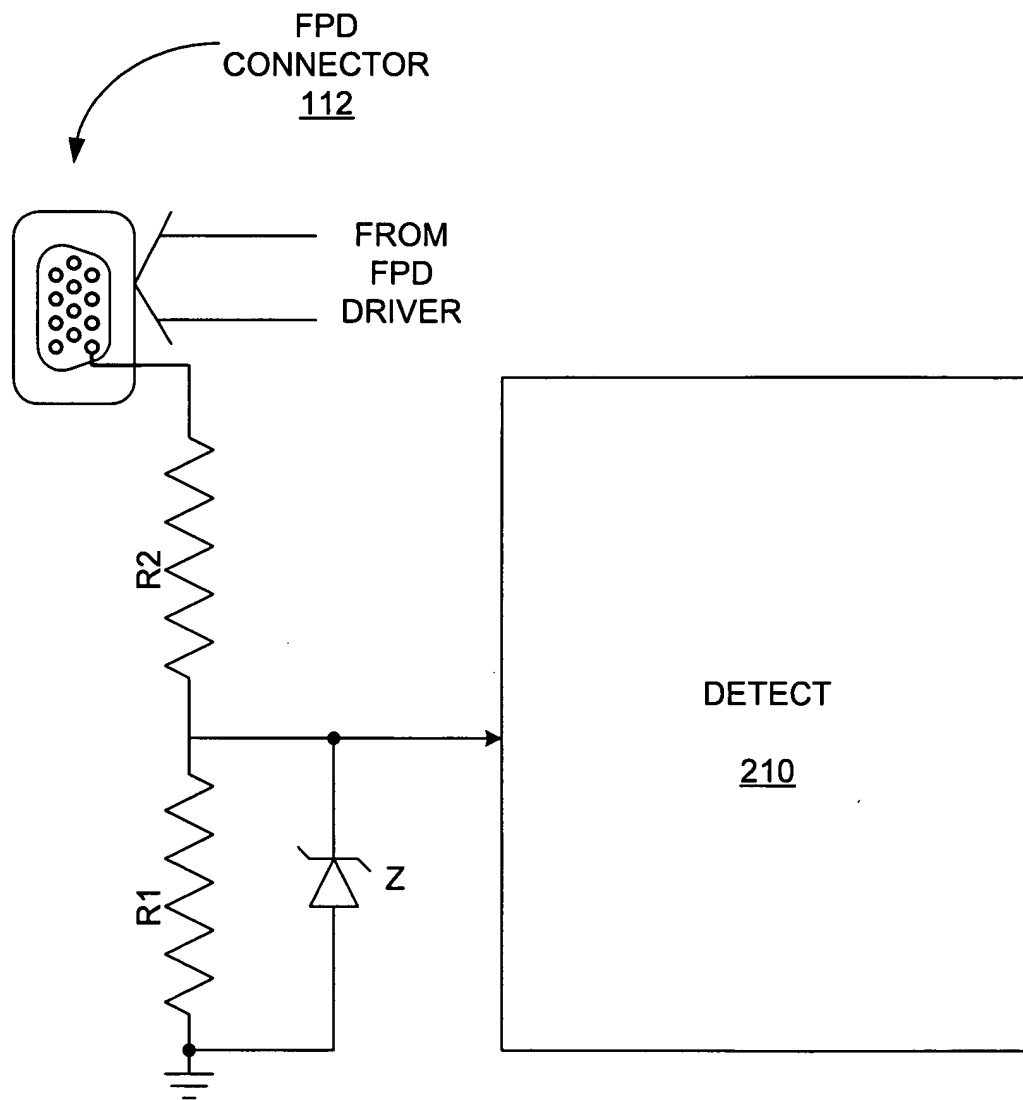 FPD
CONNECTOR
112
FROM
FPD
DRIVER
R2
DETECT
210
R1
Z